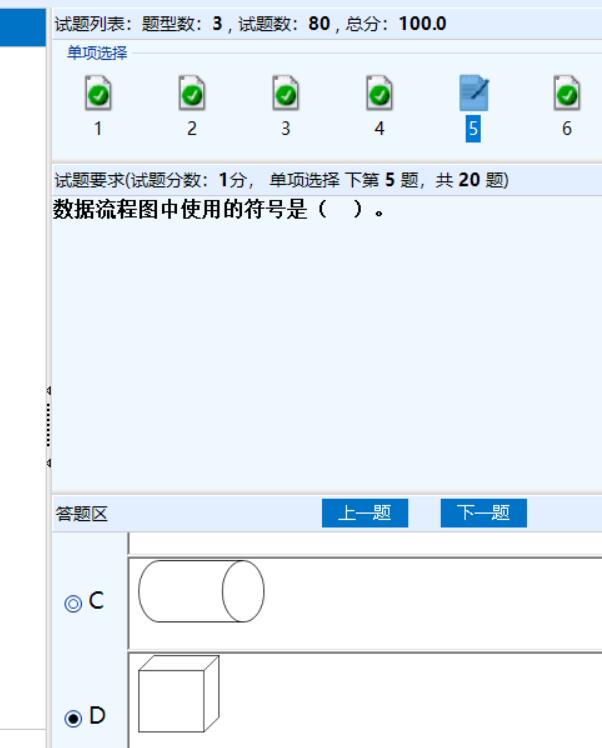 试题列表：题型数：3 , 试题数：80 , 总分：100.0
单项选择
1 2 3 4 5 6
试题要求(试题分数：1分， 单项选择 下第 5 题，共 20 题)
数据流程图中使用的符号是（ ）。
答题区 上一题 下一题
C
D